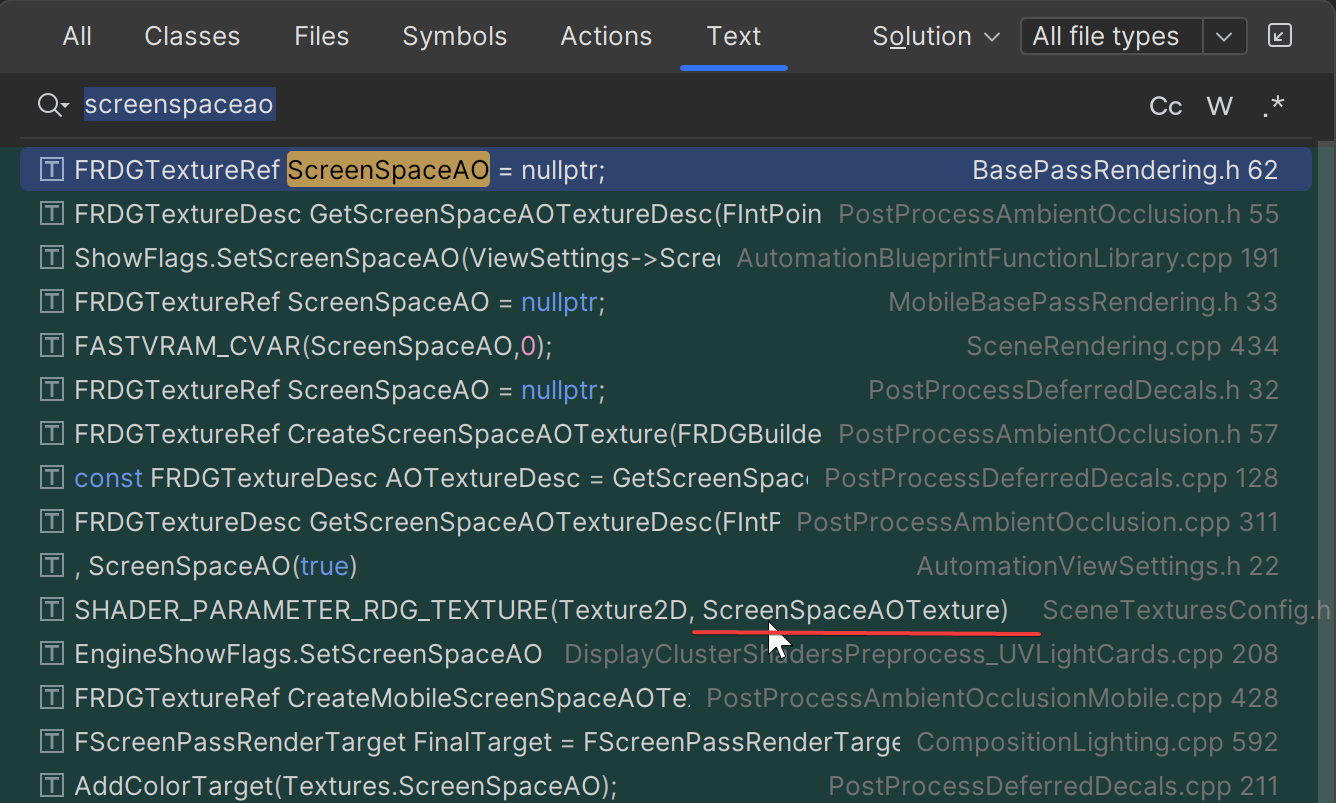 All Classes Files Symbols Actions Text Solution All file types
screenspaceao Cc W .*
FRDGTextureRef ScreenSpaceAO = nullptr; BasePassRendering.h 62
FRDGTextureDesc GetScreenSpaceAOTextureDesc(FIntPoin PostProcessAmbientOcclusion.h 55
ShowFlags.SetScreenSpaceAO(ViewSettings->Scree AutomationBlueprintFunctionLibrary.cpp 191
FRDGTextureRef ScreenSpaceAO = nullptr; MobileBasePassRendering.h 33
FASTVRAM_CVAR(ScreenSpaceAO,0); SceneRendering.cpp 434
FRDGTextureRef ScreenSpaceAO = nullptr; PostProcessDeferredDecals.h 32
FRDGTextureRef CreateScreenSpaceAOTexture(FRDGBuilde PostProcessAmbientOcclusion.h 57
const FRDGTextureDesc AOTextureDesc = GetScreenSpac PostProcessDeferredDecals.cpp 128
FRDGTextureDesc GetScreenSpaceAOTextureDesc(FIntP PostProcessAmbientOcclusion.cpp 311
, ScreenSpaceAO(true) AutomationViewSettings.h 22
SHADER_PARAMETER_RDG_TEXTURE(Texture2D, ScreenSpaceAOTexture) SceneTexturesConfig.h
EngineShowFlags.SetScreenSpaceAO DisplayClusterShadersPreprocess_UVLightCards.cpp 208
FRDGTextureRef CreateMobileScreenSpaceAOTe PostProcessAmbientOcclusionMobile.cpp 428
FScreenPassRenderTarget FinalTarget = FScreenPassRenderTarge CompositionLighting.cpp 592
AddColorTarget(Textures.ScreenSpaceAO); PostProcessDeferredDecals.cpp 211